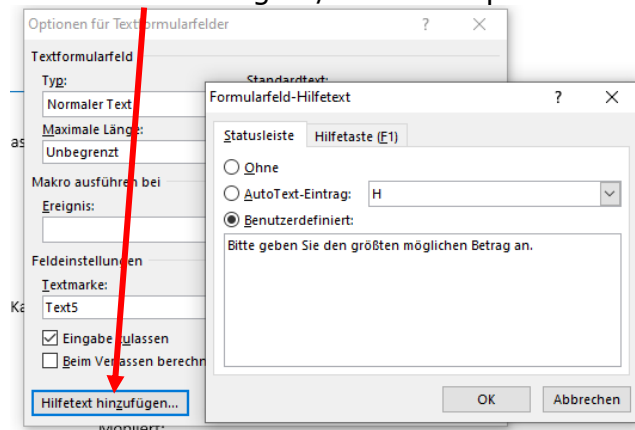 Optionen für Textformularfelder ? ×
Textformularfeld
Typ: Standardtext:
Normaler Text
Maximale Länge:
Unbegrenzt
Makro ausführen bei
Ereignis:
Feldeinstellungen
Textmarke:
Text5
Eingabe zulassen
Beim Verlassen berechn
Hilfetext hinzufügen...
Formularfeld-Hilfetext ? ×
Statusleiste Hilfetaste (F1)
Ohne
AutoText-Eintrag: H
Benutzerdefiniert:
Bitte geben Sie den größten möglichen Betrag an.
OK Abbrechen